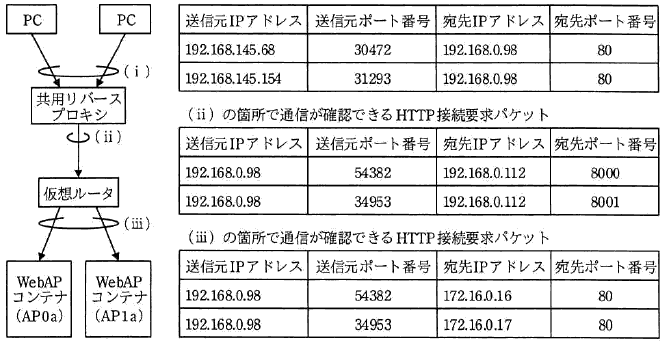 PC PC
(i)
共用リバース
プロキシ
(ii)
仮想ルータ
(iii)
WebAP
コンテナ
(AP0a)
WebAP
コンテナ
(AP1a)
送信元IPアドレス 送信元ポート番号 宛先IPアドレス 宛先ポート番号
192.168.145.68 30472 192.168.0.98 80
192.168.145.154 31293 192.168.0.98 80
(ii)の箇所で通信が確認できるHTTP接続要求パケット
送信元IPアドレス 送信元ポート番号 宛先IPアドレス 宛先ポート番号
192.168.0.98 54382 192.168.0.112 8000
192.168.0.98 34953 192.168.0.112 8001
(iii)の箇所で通信が確認できるHTTP接続要求パケット
送信元IPアドレス 送信元ポート番号 宛先IPアドレス 宛先ポート番号
192.168.0.98 54382 172.16.0.16 80
192.168.0.98 34953 172.16.0.17 80